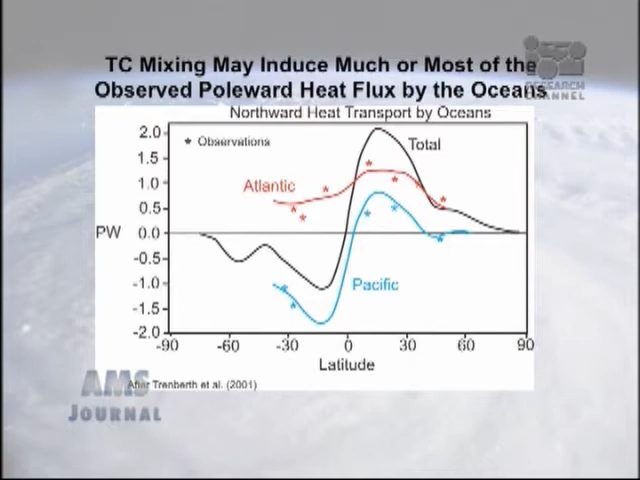 TC Mixing May Induce Much or Most of the
Observed Poleward Heat Flux by the Oceans
RESEARCH
CHANNEL
Northward Heat Transport by Oceans
* Observations
Total
Atlantic
Pacific
PW
2.0
1.5
1.0
0.5
0.0
-0.5
-1.0
-1.5
-2.0
-90 -60 -30 0 30 60 90
Latitude
After Trenberth et al. (2001)
AMS
JOURNAL